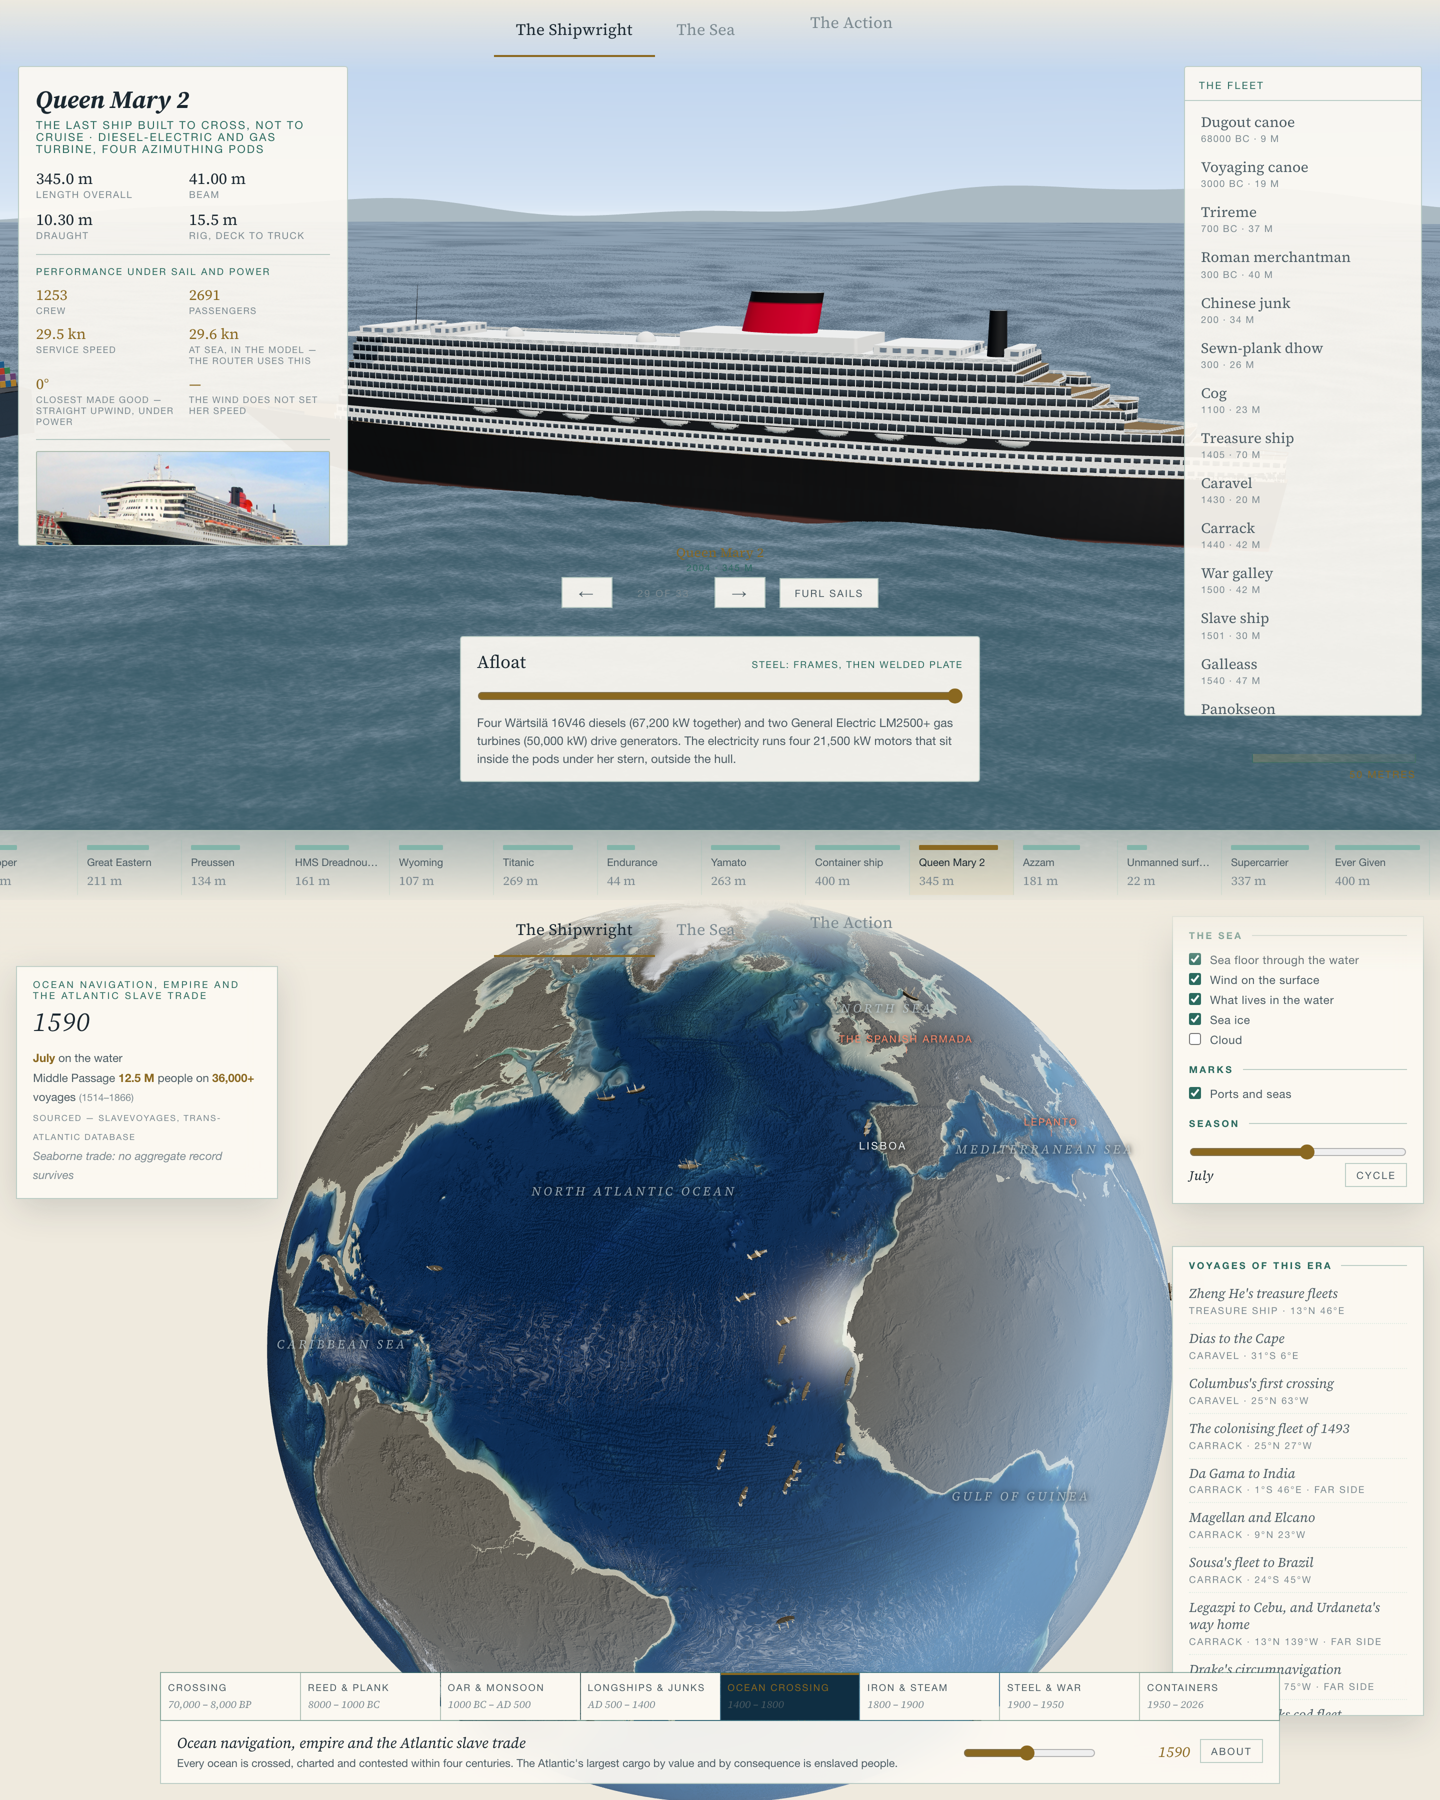 The Shipwright
The Sea
The Action
Queen Mary 2
THE LAST SHIP BUILT TO CROSS, NOT TO
CRUISE · DIESEL-ELECTRIC AND GAS
TURBINE, FOUR AZIMUTHING PODS
345.0 m
41.00 m
LENGTH OVERALL
BEAM
10.30 m
15.5 m
DRAUGHT
RIG, DECK TO TRUCK
PERFORMANCE UNDER SAIL AND POWER
1253
2691
CREW
PASSENGERS
29.5 kn
29.6 kn
SERVICE SPEED
AT SEA, IN THE MODEL —
THE ROUTER USES THIS
0°
—
CLOSEST MADE GOOD —
STRAIGHT UPWIND, UNDER
POWER
THE WIND DOES NOT SET
HER SPEED
THE FLEET
Dugout canoe
68000 BC · 9 M
Voyaging canoe
3000 BC · 19 M
Trireme
700 BC · 37 M
Roman merchantman
300 BC · 40 M
Chinese junk
200 · 34 M
Sewn-plank dhow
300 · 26 M
Cog
1100 · 23 M
Treasure ship
1405 · 70 M
Caravel
1430 · 20 M
Carrack
1440 · 42 M
War galley
1500 · 42 M
Slave ship
1501 · 30 M
Galleass
1540 · 47 M
Panokseon
Queen Mary 2
2004 · 345 M
←
→
FURL SAILS
Afloat
STEEL: FRAMES, THEN WELDED PLATE
Four Wärtsilä 16V46 diesels (67,200 kW together) and two General Electric LM2500+ gas
turbines (50,000 kW) drive generators. The electricity runs four 21,500 kW motors that sit
inside the pods under her stern, outside the hull.
pper
m
Great Eastern
211 m
Preussen
134 m
HMS Dreadnou...
161 m
Wyoming
107 m
Titanic
269 m
Endurance
44 m
Yamato
263 m
Container ship
400 m
Queen Mary 2
345 m
Azzam
181 m
Unmanned surf...
22 m
Supercarrier
337 m
Ever Given
400 m
The Shipwright
The Sea
The Action
OCEAN NAVIGATION, EMPIRE AND
THE ATLANTIC SLAVE TRADE
1590
July on the water
Middle Passage 12.5 M people on 36,000+
voyages (1514–1866)
SOURCED — SLAVEVOYAGES, TRANS-
ATLANTIC DATABASE
Seaborne trade: no aggregate record
survives
NORTH SEA
THE SPANISH ARMADA
LEPANTO
LISBOA
MEDITERRANEAN SEA
NORTH ATLANTIC OCEAN
CARIBBEAN SEA
GULF OF GUINEA
THE SEA
Sea floor through the water
Wind on the surface
What lives in the water
Sea ice
Cloud
MARKS
Ports and seas
SEASON
July
CYCLE
VOYAGES OF THIS ERA
Zheng He's treasure fleets
TREASURE SHIP · 13°N 46°E
Dias to the Cape
CARAVEL · 31°S 6°E
Columbus's first crossing
CARAVEL · 25°N 63°W
The colonising fleet of 1493
CARRACK · 25°N 27°W
Da Gama to India
CARRACK · 1°S 46°E · FAR SIDE
Magellan and Elcano
CARRACK · 9°N 23°W
Sousa's fleet to Brazil
CARRACK · 24°S 45°W
Legazpi to Cebu, and Urdaneta's
way home
CARRACK · 13°N 139°W · FAR SIDE
Drake's circumnavigation
75°W · FAR SIDE
ks cod fleet
CROSSING
70,000 – 8,000 BP
REED & PLANK
8000 – 1000 BC
OAR & MONSOON
1000 BC – AD 500
LONGSHIPS & JUNKS
AD 500 – 1400
OCEAN CROSSING
1400 – 1800
IRON & STEAM
1800 – 1900
STEEL & WAR
1900 – 1950
CONTAINERS
1950 – 2026
Ocean navigation, empire and the Atlantic slave trade
Every ocean is crossed, charted and contested within four centuries. The Atlantic's largest cargo by value and by consequence is enslaved people.
1590
ABOUT